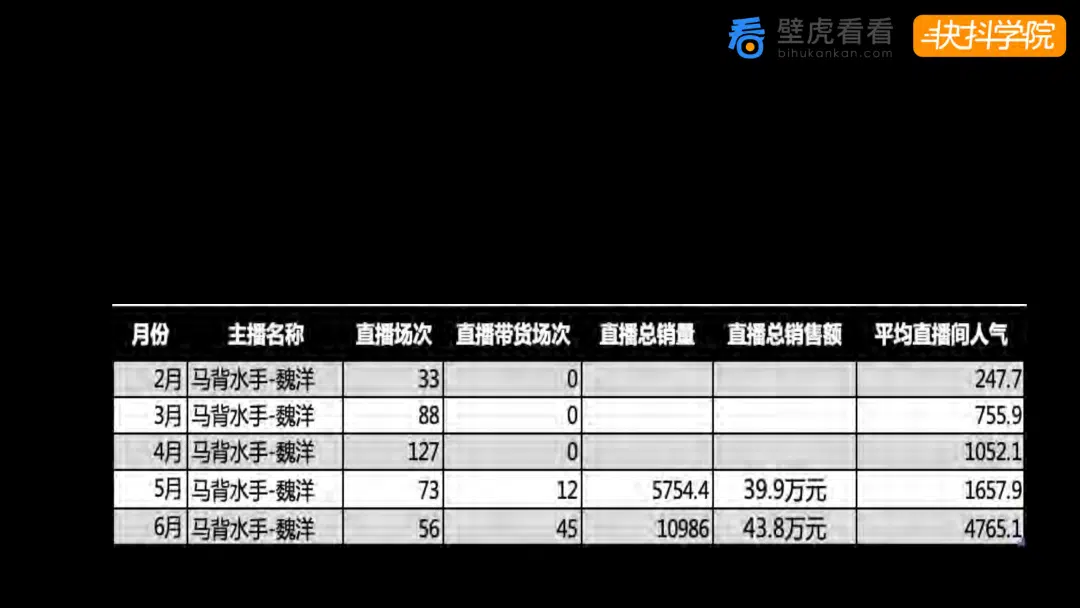 看 壁虎看看 快抖学院
bihukankan.com
月份 主播名称 直播场次 直播带货场次 直播总销量 直播总销售额 平均直播间人气
2月 马背水手-魏洋 33 0 247.7
3月 马背水手-魏洋 88 0 755.9
4月 马背水手-魏洋 127 0 1052.1
5月 马背水手-魏洋 73 12 5754.4 39.9万元 1657.9
6月 马背水手-魏洋 56 45 10986 43.8万元 4765.1